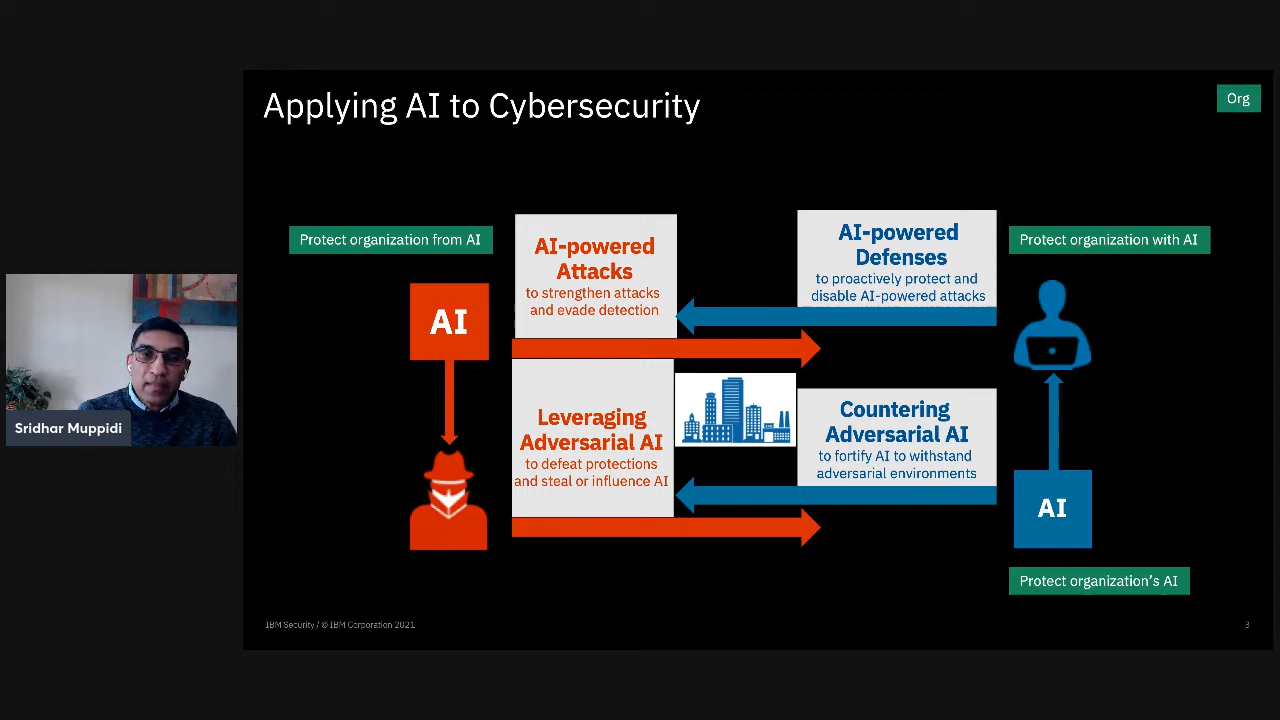 Applying AI to Cybersecurity
Org
Protect organization from AI
AI-powered
Attacks
to strengthen attacks
and evade detection
AI-powered
Defenses
to proactively protect and
disable AI-powered attacks
Protect organization with AI
AI
Leveraging
Adversarial AI
to defeat protections
and steal or influence AI
Countering
Adversarial AI
to fortify AI to withstand
adversarial environments
AI
Protect organization's AI
Sridhar Muppidi
IBM Security / © IBM Corporation 2021
3